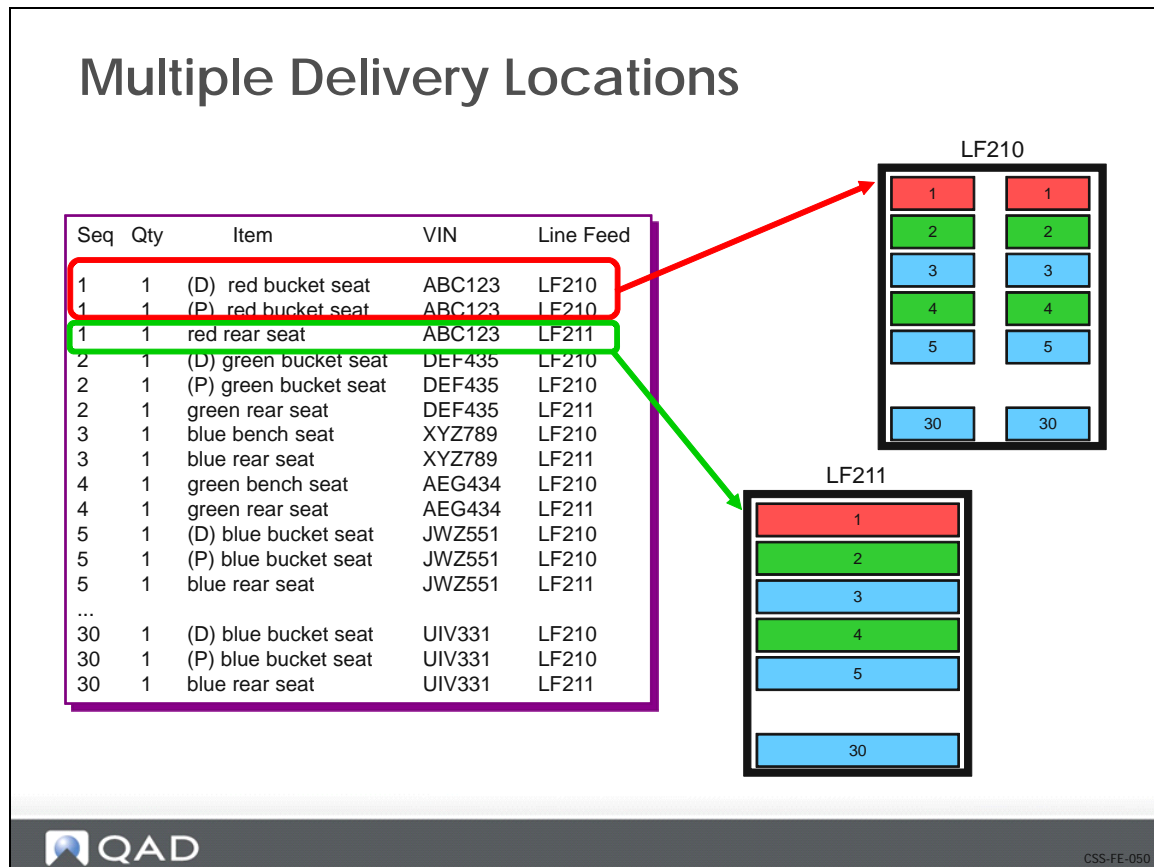 Multiple Delivery Locations
Seq Qty Item VIN Line Feed
1 1 (D) red bucket seat ABC123 LF210
1 1 (P) red bucket seat ABC123 LF210
1 1 red rear seat ABC123 LF211
2 1 (D) green bucket seat DEF435 LF210
2 1 (P) green bucket seat DEF435 LF210
2 1 green rear seat DEF435 LF211
3 1 blue bench seat XYZ789 LF210
3 1 blue rear seat XYZ789 LF211
4 1 green bench seat AEG434 LF210
4 1 green rear seat AEG434 LF211
5 1 (D) blue bucket seat JWZ551 LF210
5 1 (P) blue bucket seat JWZ551 LF210
5 1 blue rear seat JWZ551 LF211
...
30 1 (D) blue bucket seat UIV331 LF210
30 1 (P) blue bucket seat UIV331 LF210
30 1 blue rear seat UIV331 LF211
LF210
1 1
2 2
3 3
4 4
5 5
30 30
LF211
1
2
3
4
5
30
QAD
CSS-FE-050